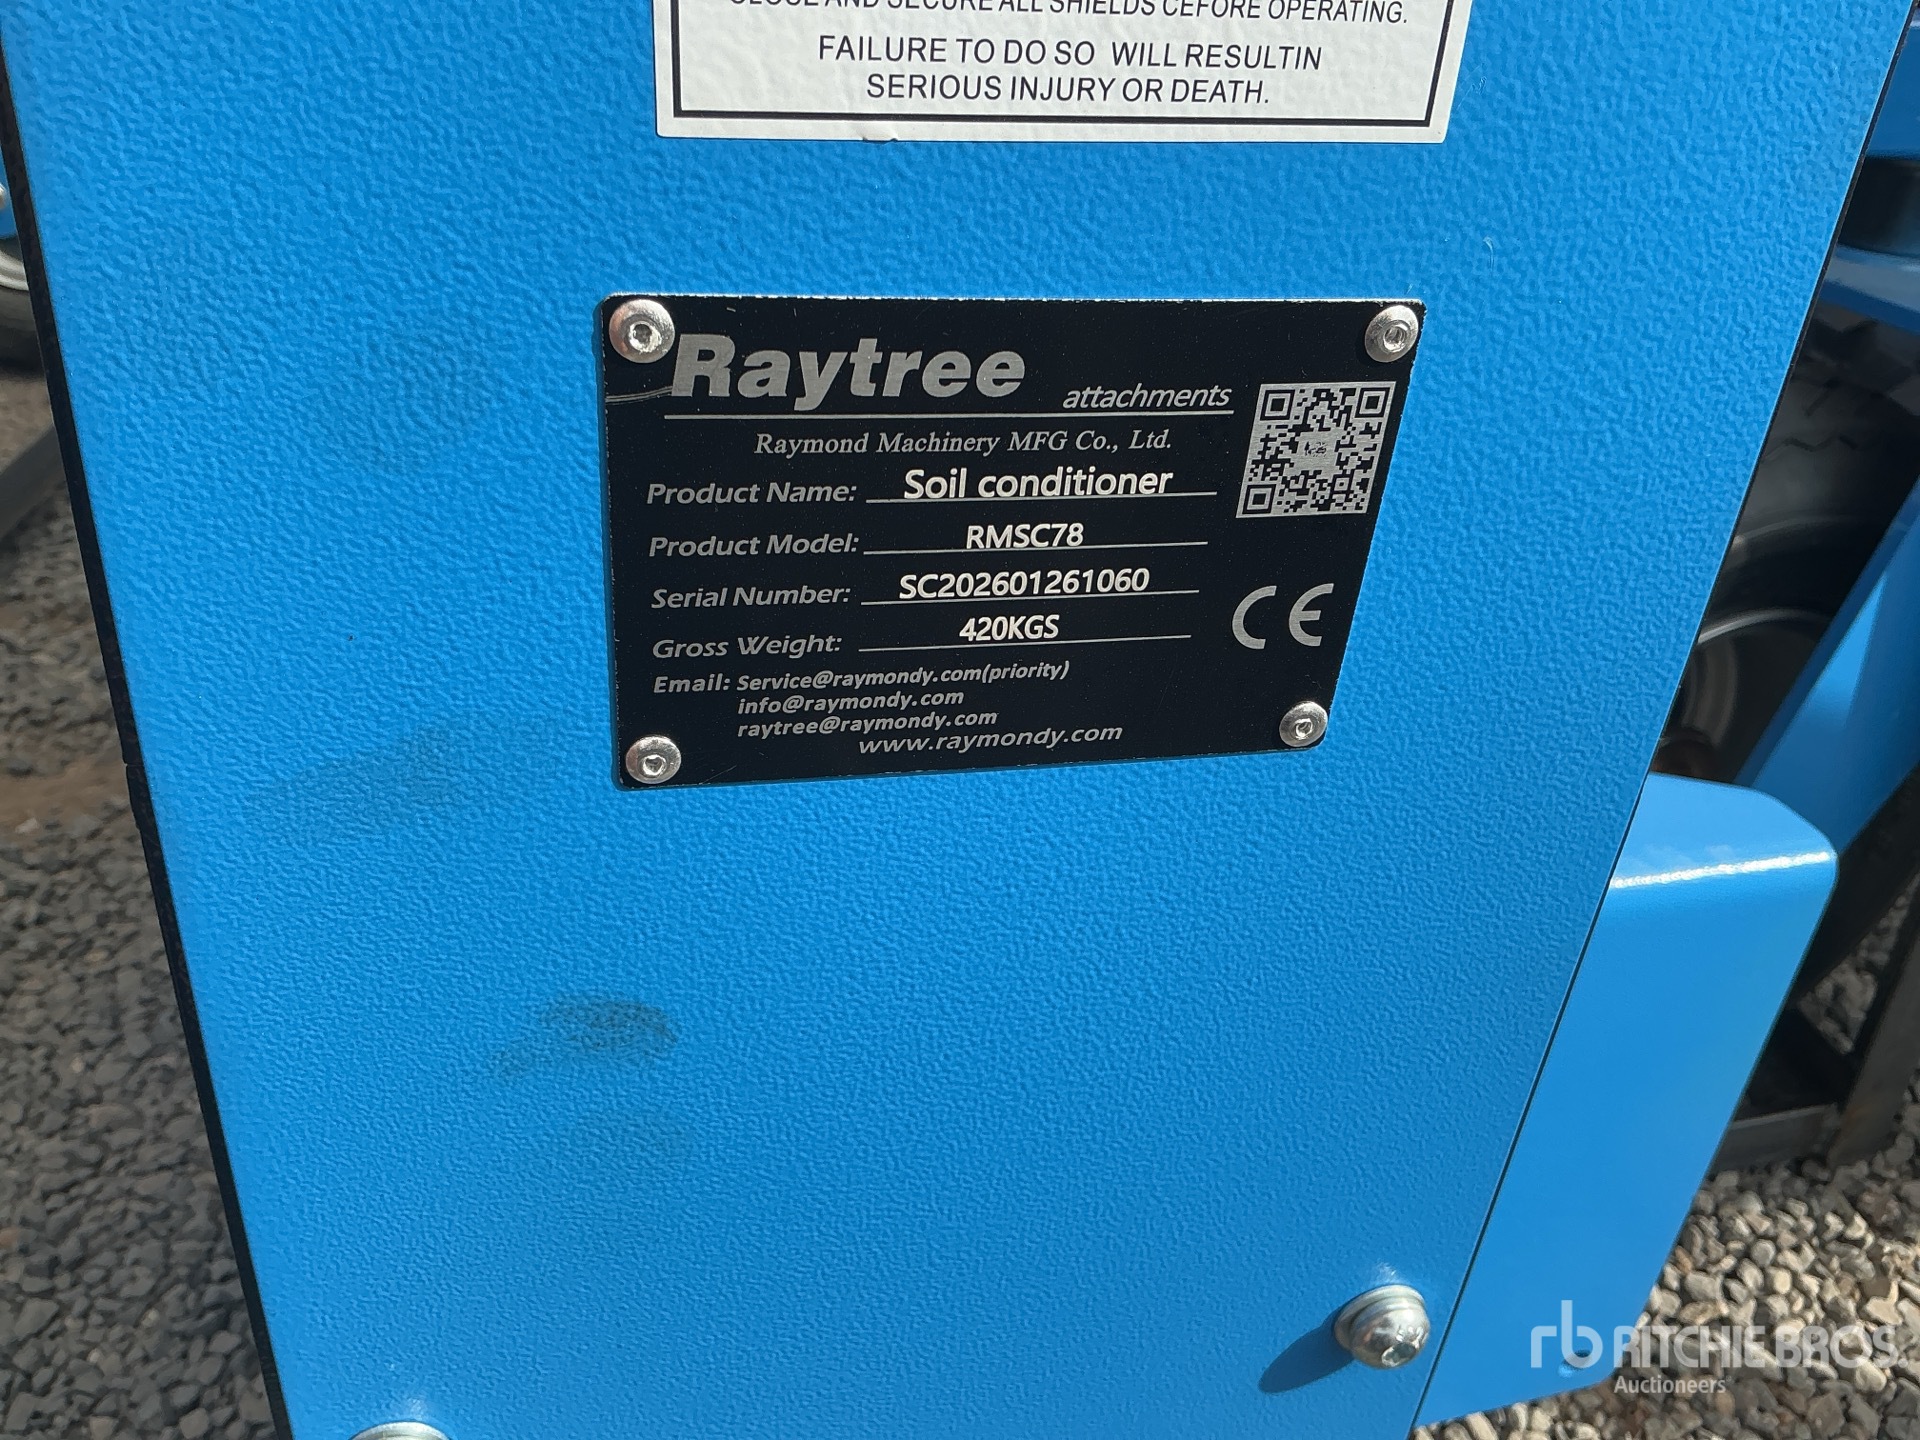 CLOSE AND SECURE ALL SHIELDS CEFORE OPERATING.
FAILURE TO DO SO WILL RESULTIN
SERIOUS INJURY OR DEATH.
Raytree attachments
Raymond Machinery MFG Co., Ltd.
Product Name: Soil conditioner
Product Model: RMSC78
Serial Number: SC202601261060
Gross Weight: 420KGS
CE
Email: Service@raymondy.com(priority)
info@raymondy.com
raytree@raymondy.com
www.raymondy.com
rb RITCHIE BROS.
Auctioneers